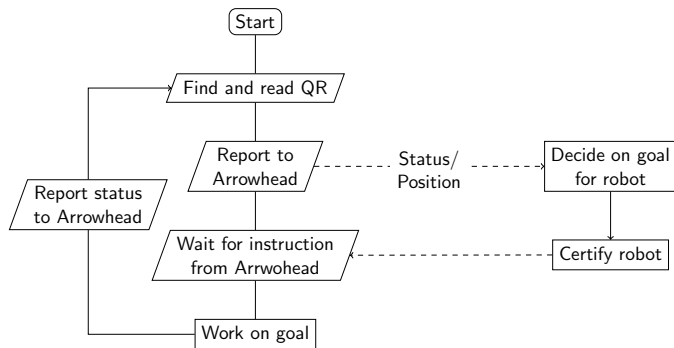 Start
Find and read QR
Report to
Arrowhead
Status/
Position
Decide on goal
for robot
Report status
to Arrowhead
Wait for instruction
from Arrwohead
Certify robot
Work on goal